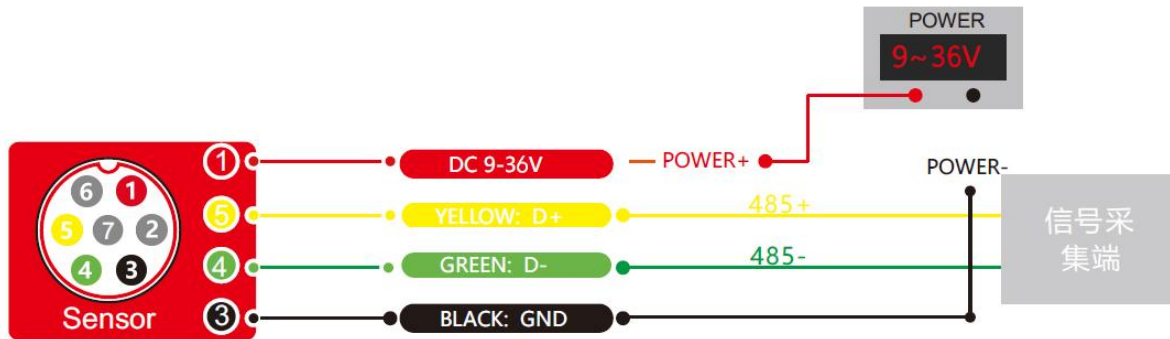 POWER
9~36V
1 DC 9-36V POWER+
POWER-
6 1
5 YELLOW: D+ 485+
5 7 2
信号采
集端
4 GREEN: D- 485-
4 3
Sensor
3 BLACK: GND